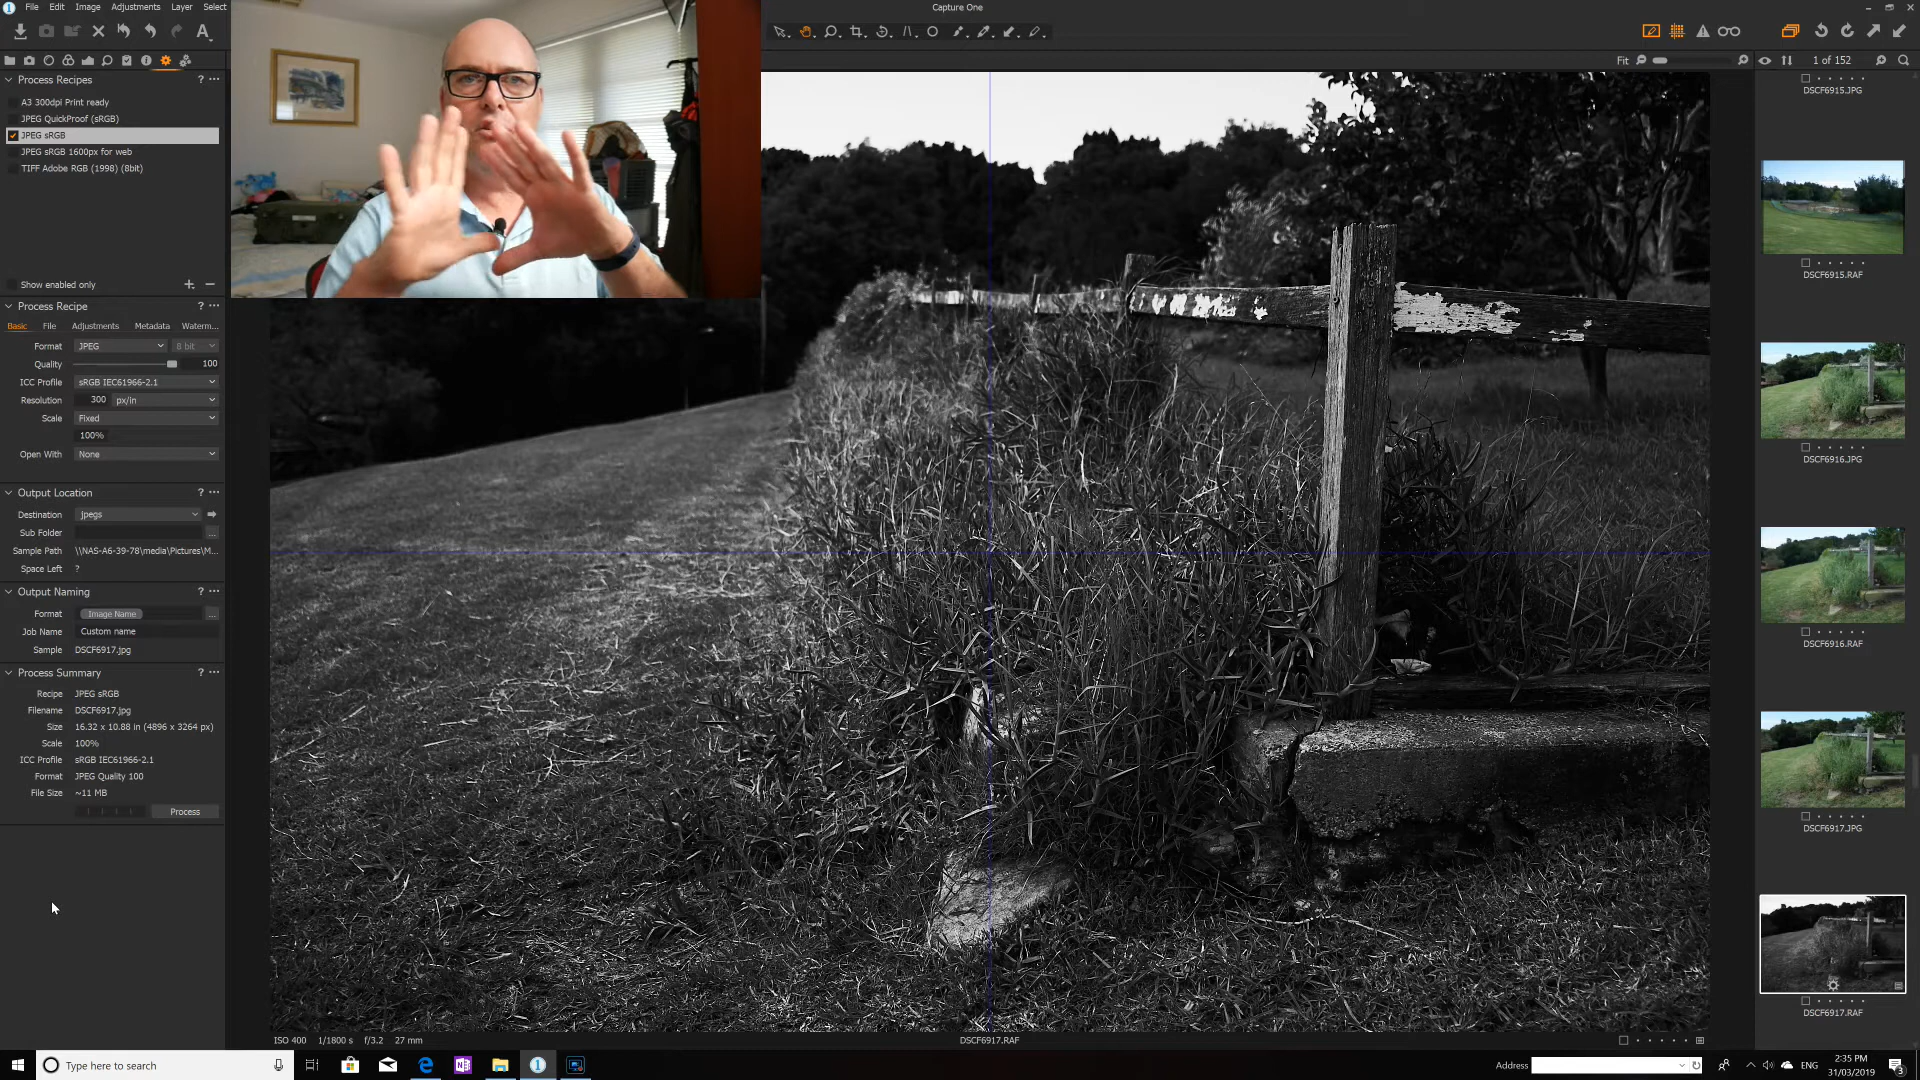 File Edit Image Adjustments Layer Select
Capture One
Fit
1 of 152
Process Recipes ? ...
A3 300dpi Print ready
JPEG QuickProof (sRGB)
JPEG sRGB
JPEG sRGB 1600px for web
TIFF Adobe RGB (1998) (8bit)
Show enabled only + −
Process Recipe ? ...
Basic File Adjustments Metadata Waterm...
Format JPEG 8 bit
Quality 100
ICC Profile sRGB IEC61966-2.1
Resolution 300 px/in
Scale Fixed
100%
Open With None
Output Location ? ...
Destination jpegs
Sub Folder ...
Sample Path \\NAS-A6-39-78\media\Pictures\M...
Space Left ?
Output Naming ? ...
Format Image Name ...
Job Name Custom name
Sample DSCF6917.jpg
Process Summary ? ...
Recipe JPEG sRGB
Filename DSCF6917.jpg
Size 16.32 x 10.88 in (4896 x 3264 px)
Scale 100%
ICC Profile sRGB IEC61966-2.1
Format JPEG Quality 100
File Size ~11 MB
Process
DSCF6915.JPG
DSCF6915.RAF
DSCF6916.JPG
DSCF6916.RAF
DSCF6917.JPG
DSCF6917.RAF
ISO 400 1/1800 s f/3.2 27 mm
DSCF6917.RAF
Type here to search
Address
ENG
2:35 PM
31/03/2019
3